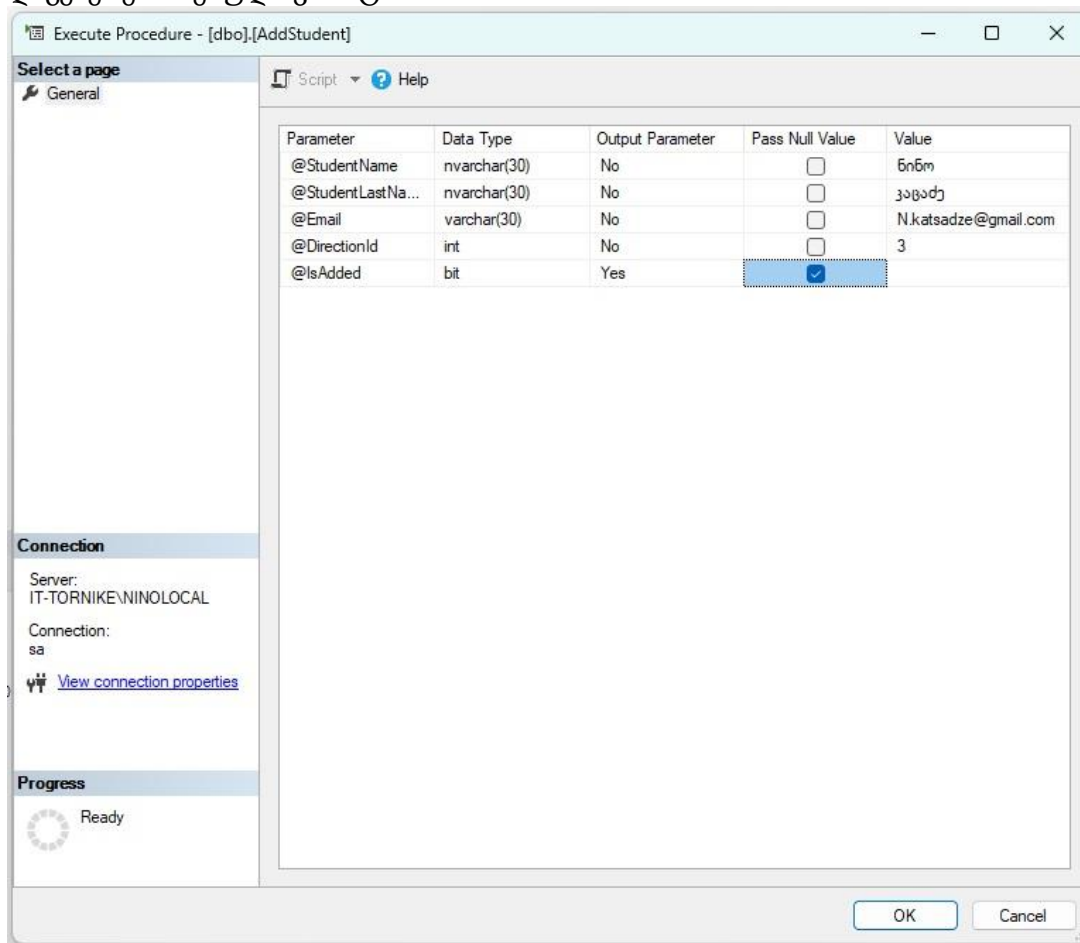 Execute Procedure - [dbo].[AddStudent]
Select a page
General
Script Help
Parameter Data Type Output Parameter Pass Null Value Value
@StudentName nvarchar(30) No ნინო
@StudentLastNa... nvarchar(30) No კაცაძე
@Email varchar(30) No N.katsadze@gmail.com
@DirectionId int No 3
@IsAdded bit Yes
Connection
Server:
IT-TORNIKE\NINOLOCAL
Connection:
sa
View connection properties
Progress
Ready
OK Cancel